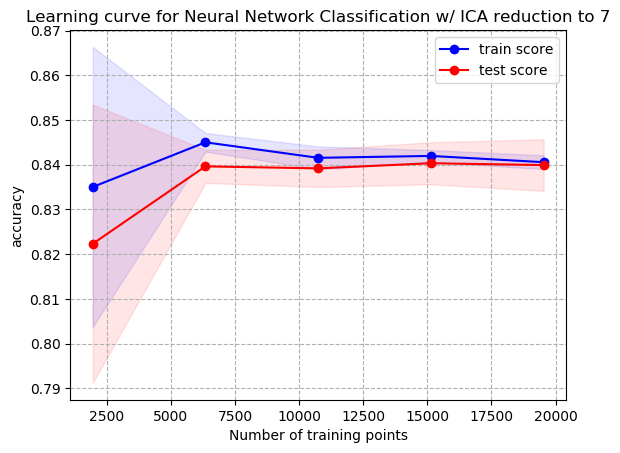 Learning curve for Neural Network Classification w/ ICA reduction to 7
0.87
0.86
0.85
0.84
0.83
0.82
0.81
0.80
0.79
accuracy
train score
test score
2500 5000 7500 10000 12500 15000 17500 20000
Number of training points